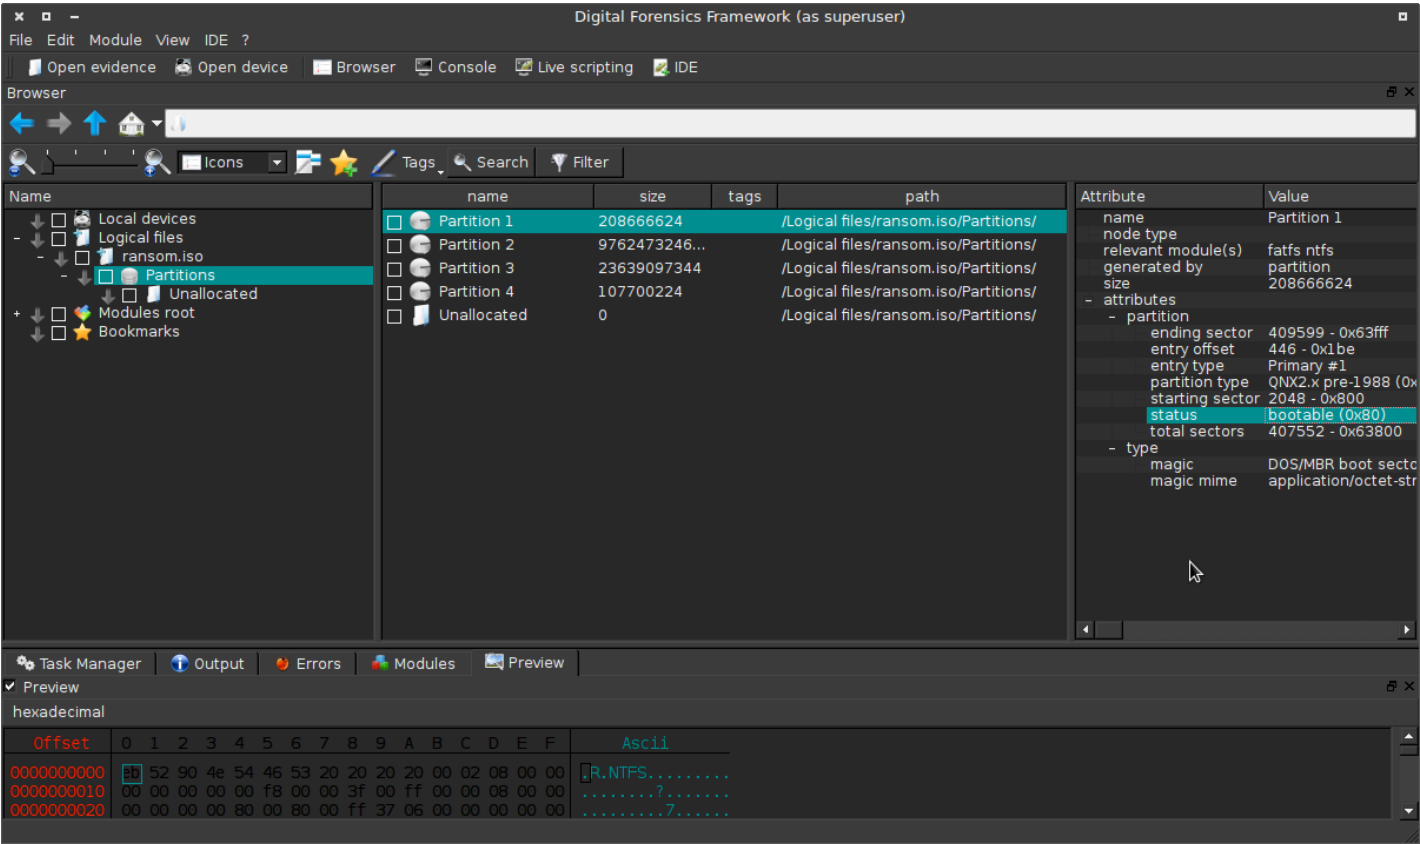 Digital Forensics Framework (as superuser)
File Edit Module View IDE ?
Open evidence Open device Browser Console Live scripting IDE
Browser
Icons Tags Search Filter
Name
Local devices
Logical files
ransom.iso
Partitions
Unallocated
Modules root
Bookmarks
name size tags path
Partition 1 208666624 /Logical files/ransom.iso/Partitions/
Partition 2 9762473246... /Logical files/ransom.iso/Partitions/
Partition 3 23639097344 /Logical files/ransom.iso/Partitions/
Partition 4 107700224 /Logical files/ransom.iso/Partitions/
Unallocated 0 /Logical files/ransom.iso/Partitions/
Attribute Value
name Partition 1
node type
relevant module(s) fatfs ntfs
generated by partition
size 208666624
attributes
partition
ending sector 409599 - 0x63fff
entry offset 446 - 0x1be
entry type Primary #1
partition type QNX2.x pre-1988 (0x
starting sector 2048 - 0x800
status bootable (0x80)
total sectors 407552 - 0x63800
type
magic DOS/MBR boot secto
magic mime application/octet-str
Task Manager Output Errors Modules Preview
Preview
hexadecimal
Offset 0 1 2 3 4 5 6 7 8 9 A B C D E F Ascii
0000000000 eb 52 90 4e 54 46 53 20 20 20 20 00 02 08 00 00 .R.NTFS.........
0000000010 00 00 00 00 00 f8 00 00 3f 00 ff 00 00 08 00 00 ........?.......
0000000020 00 00 00 00 80 00 80 00 ff 37 06 00 00 00 00 00 .........7......